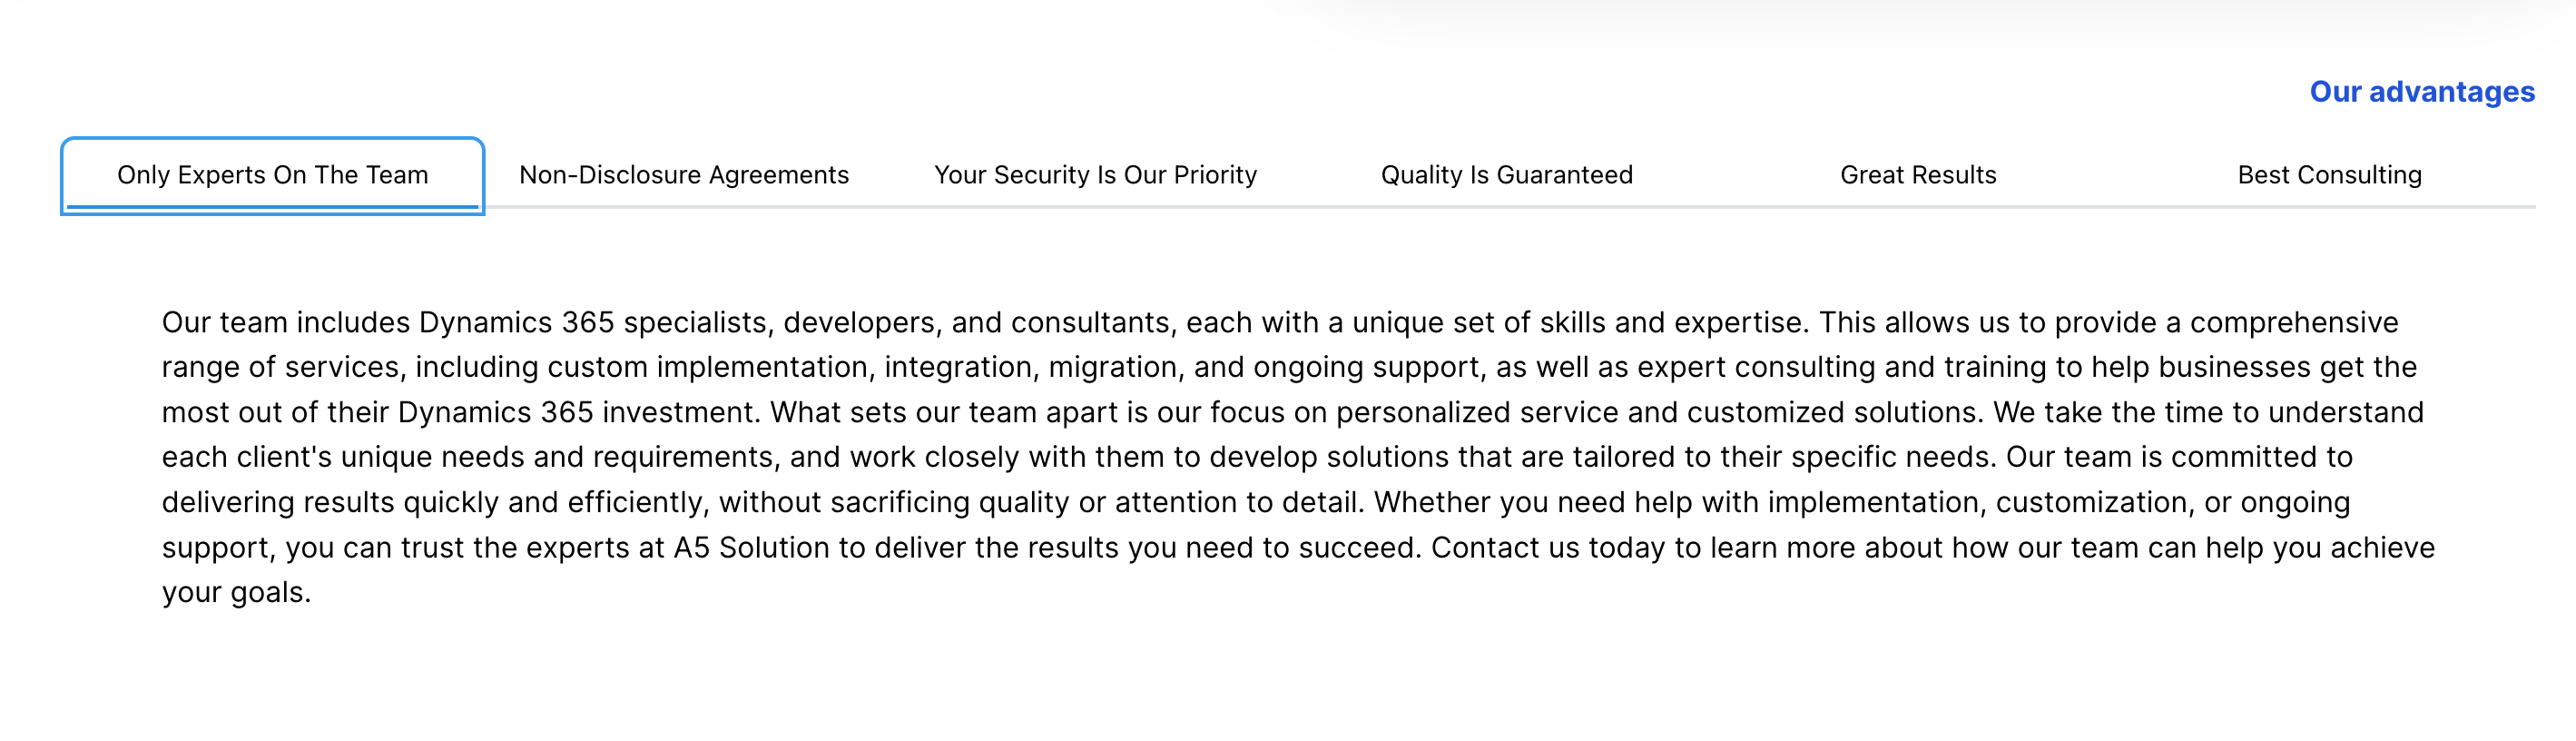 Our advantages
Only Experts On The Team
Non-Disclosure Agreements
Your Security Is Our Priority
Quality Is Guaranteed
Great Results
Best Consulting
Our team includes Dynamics 365 specialists, developers, and consultants, each with a unique set of skills and expertise. This allows us to provide a comprehensive
range of services, including custom implementation, integration, migration, and ongoing support, as well as expert consulting and training to help businesses get the
most out of their Dynamics 365 investment. What sets our team apart is our focus on personalized service and customized solutions. We take the time to understand
each client's unique needs and requirements, and work closely with them to develop solutions that are tailored to their specific needs. Our team is committed to
delivering results quickly and efficiently, without sacrificing quality or attention to detail. Whether you need help with implementation, customization, or ongoing
support, you can trust the experts at A5 Solution to deliver the results you need to succeed. Contact us today to learn more about how our team can help you achieve
your goals.